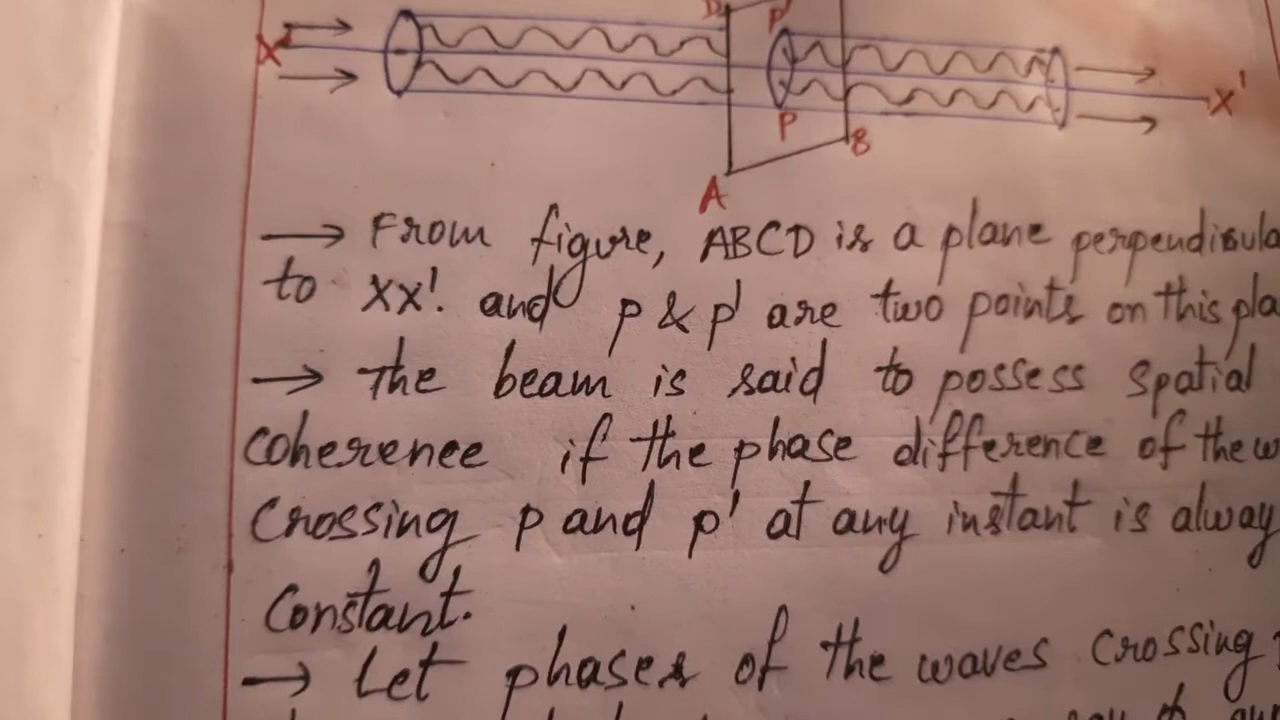 X
D
P'
X'
P
B
A
→ From figure, ABCD is a plane perpendicula
to XX'. and P & P' are two points on this pla
→ The beam is said to possess spatial
coherence if the phase difference of the w
crossing P and P' at any instant is alway
constant.
→ Let phases of the waves crossing